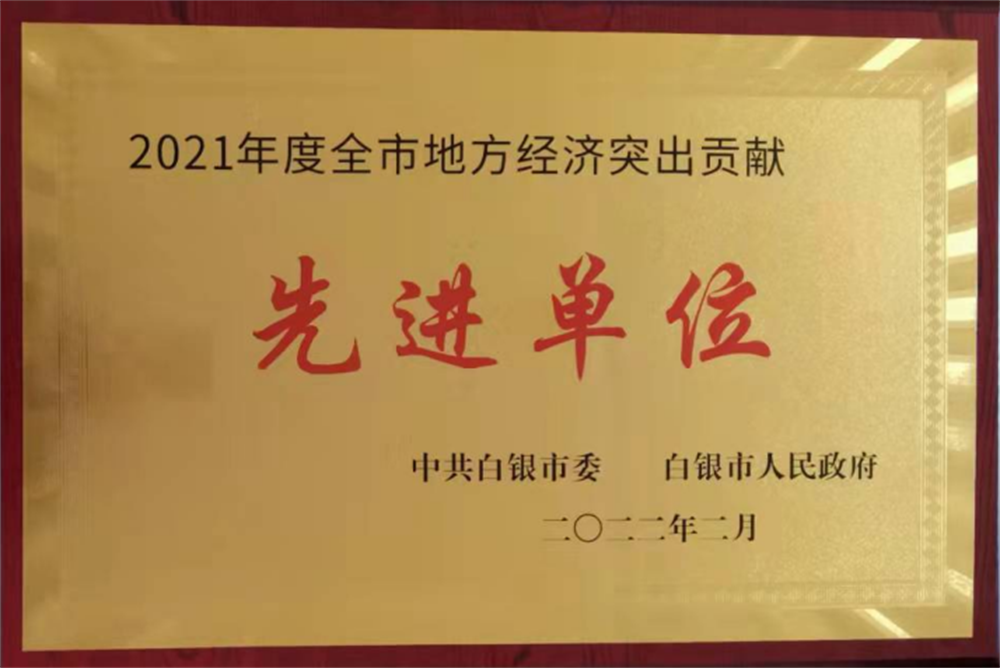 2021年度全市地方经济突出贡献
先进单位
中共白银市委 白银市人民政府
二〇二二年二月